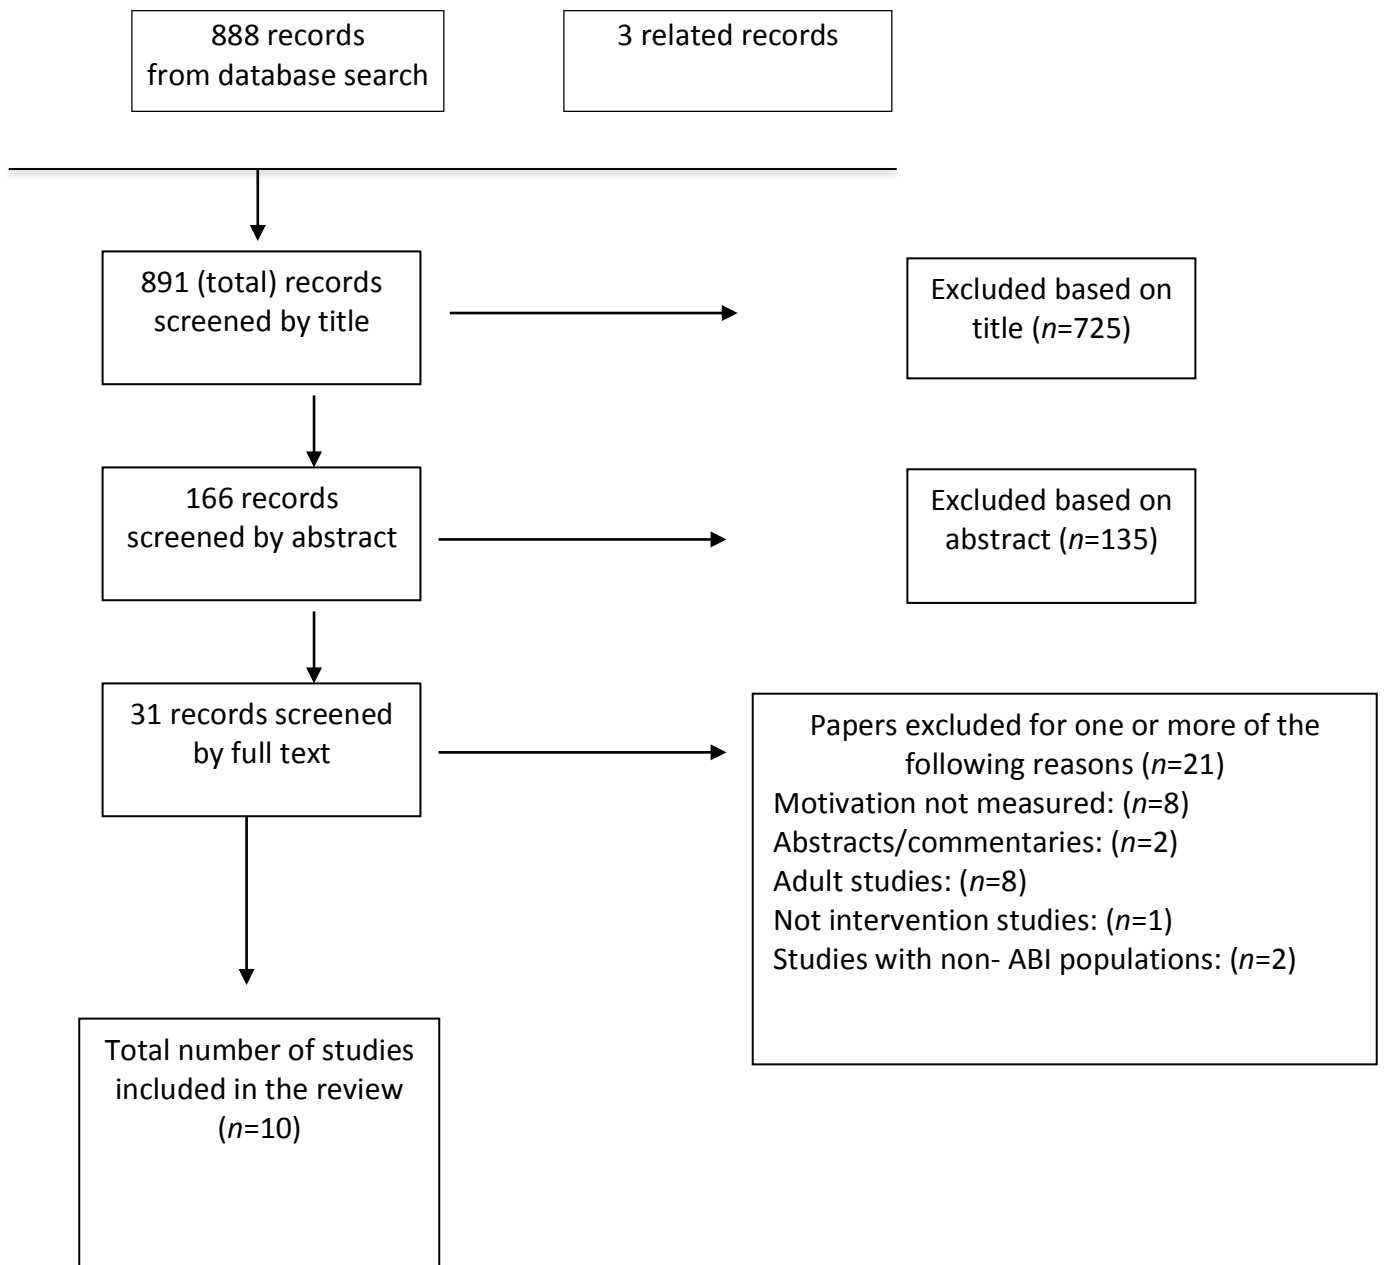 888 records
from database search
3 related records
891 (total) records
screened by title
Excluded based on
title (n=725)
166 records
screened by abstract
Excluded based on
abstract (n=135)
31 records screened
by full text
Papers excluded for one or more of the
following reasons (n=21)
Motivation not measured: (n=8)
Abstracts/commentaries: (n=2)
Adult studies: (n=8)
Not intervention studies: (n=1)
Studies with non- ABI populations: (n=2)
Total number of studies
included in the review
(n=10)